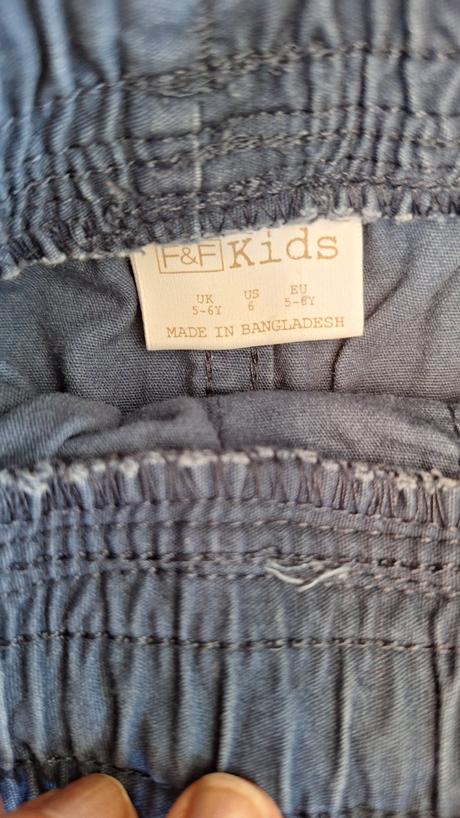 F&F Kids
UK US EU
5-6Y 6 5-6Y
MADE IN BANGLADESH